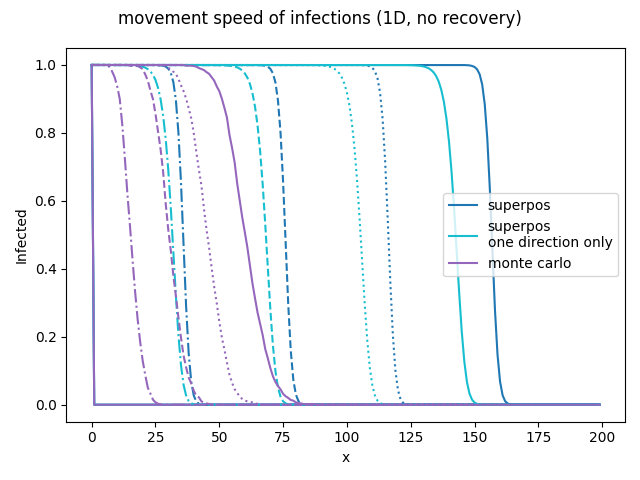 movement speed of infections (1D, no recovery)
1.0
0.8
0.6
0.4
0.2
0.0
Infected
superpos
superpos
one direction only
monte carlo
0 25 50 75 100 125 150 175 200
x